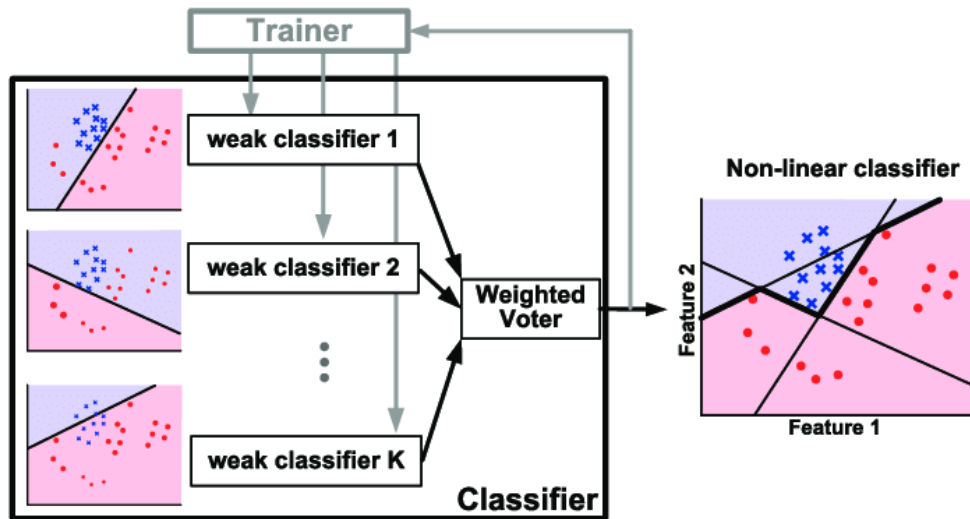 Trainer
weak classifier 1
weak classifier 2
weak classifier K
Weighted
Voter
Classifier
Non-linear classifier
Feature 2
Feature 1